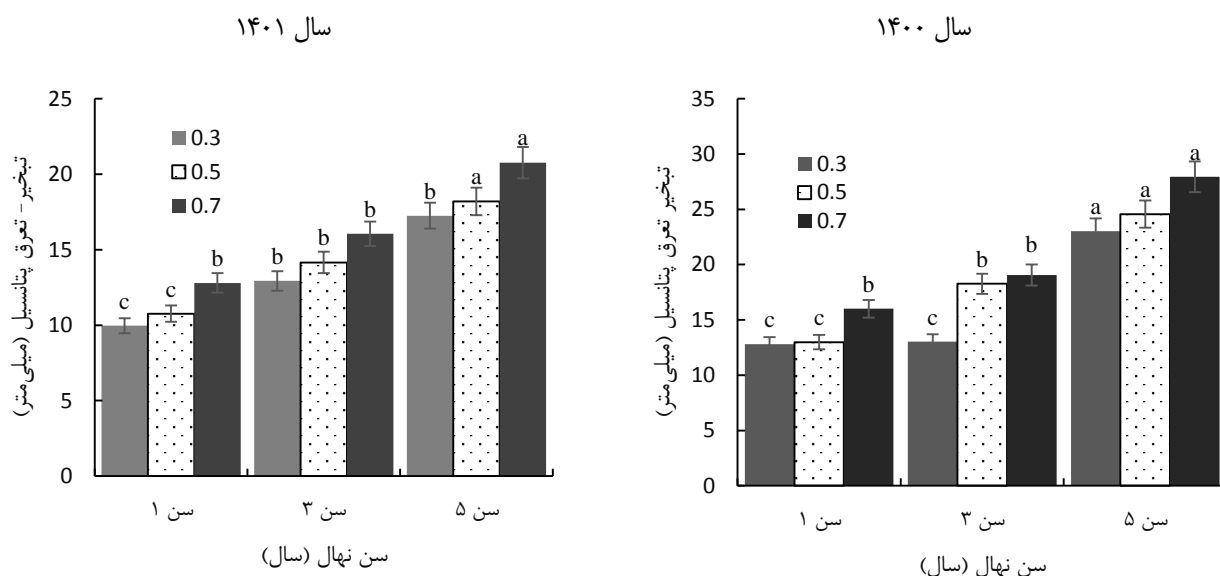 سال ۱۴۰۰
35
30
25
20
15
10
5
0
تبخیر تعرق پتانسیل (میلی‌متر)
0.3
0.5
0.7
c
c
b
c
b
b
a
a
a
سن ۱
سن ۳
سن ۵
سن نهال (سال)
سال ۱۴۰۱
25
20
15
10
5
0
تبخیر- تعرق پتانسیل (میلی‌متر)
0.3
0.5
0.7
c
c
b
b
b
b
b
a
a
سن ۱
سن ۳
سن ۵
سن نهال (سال)